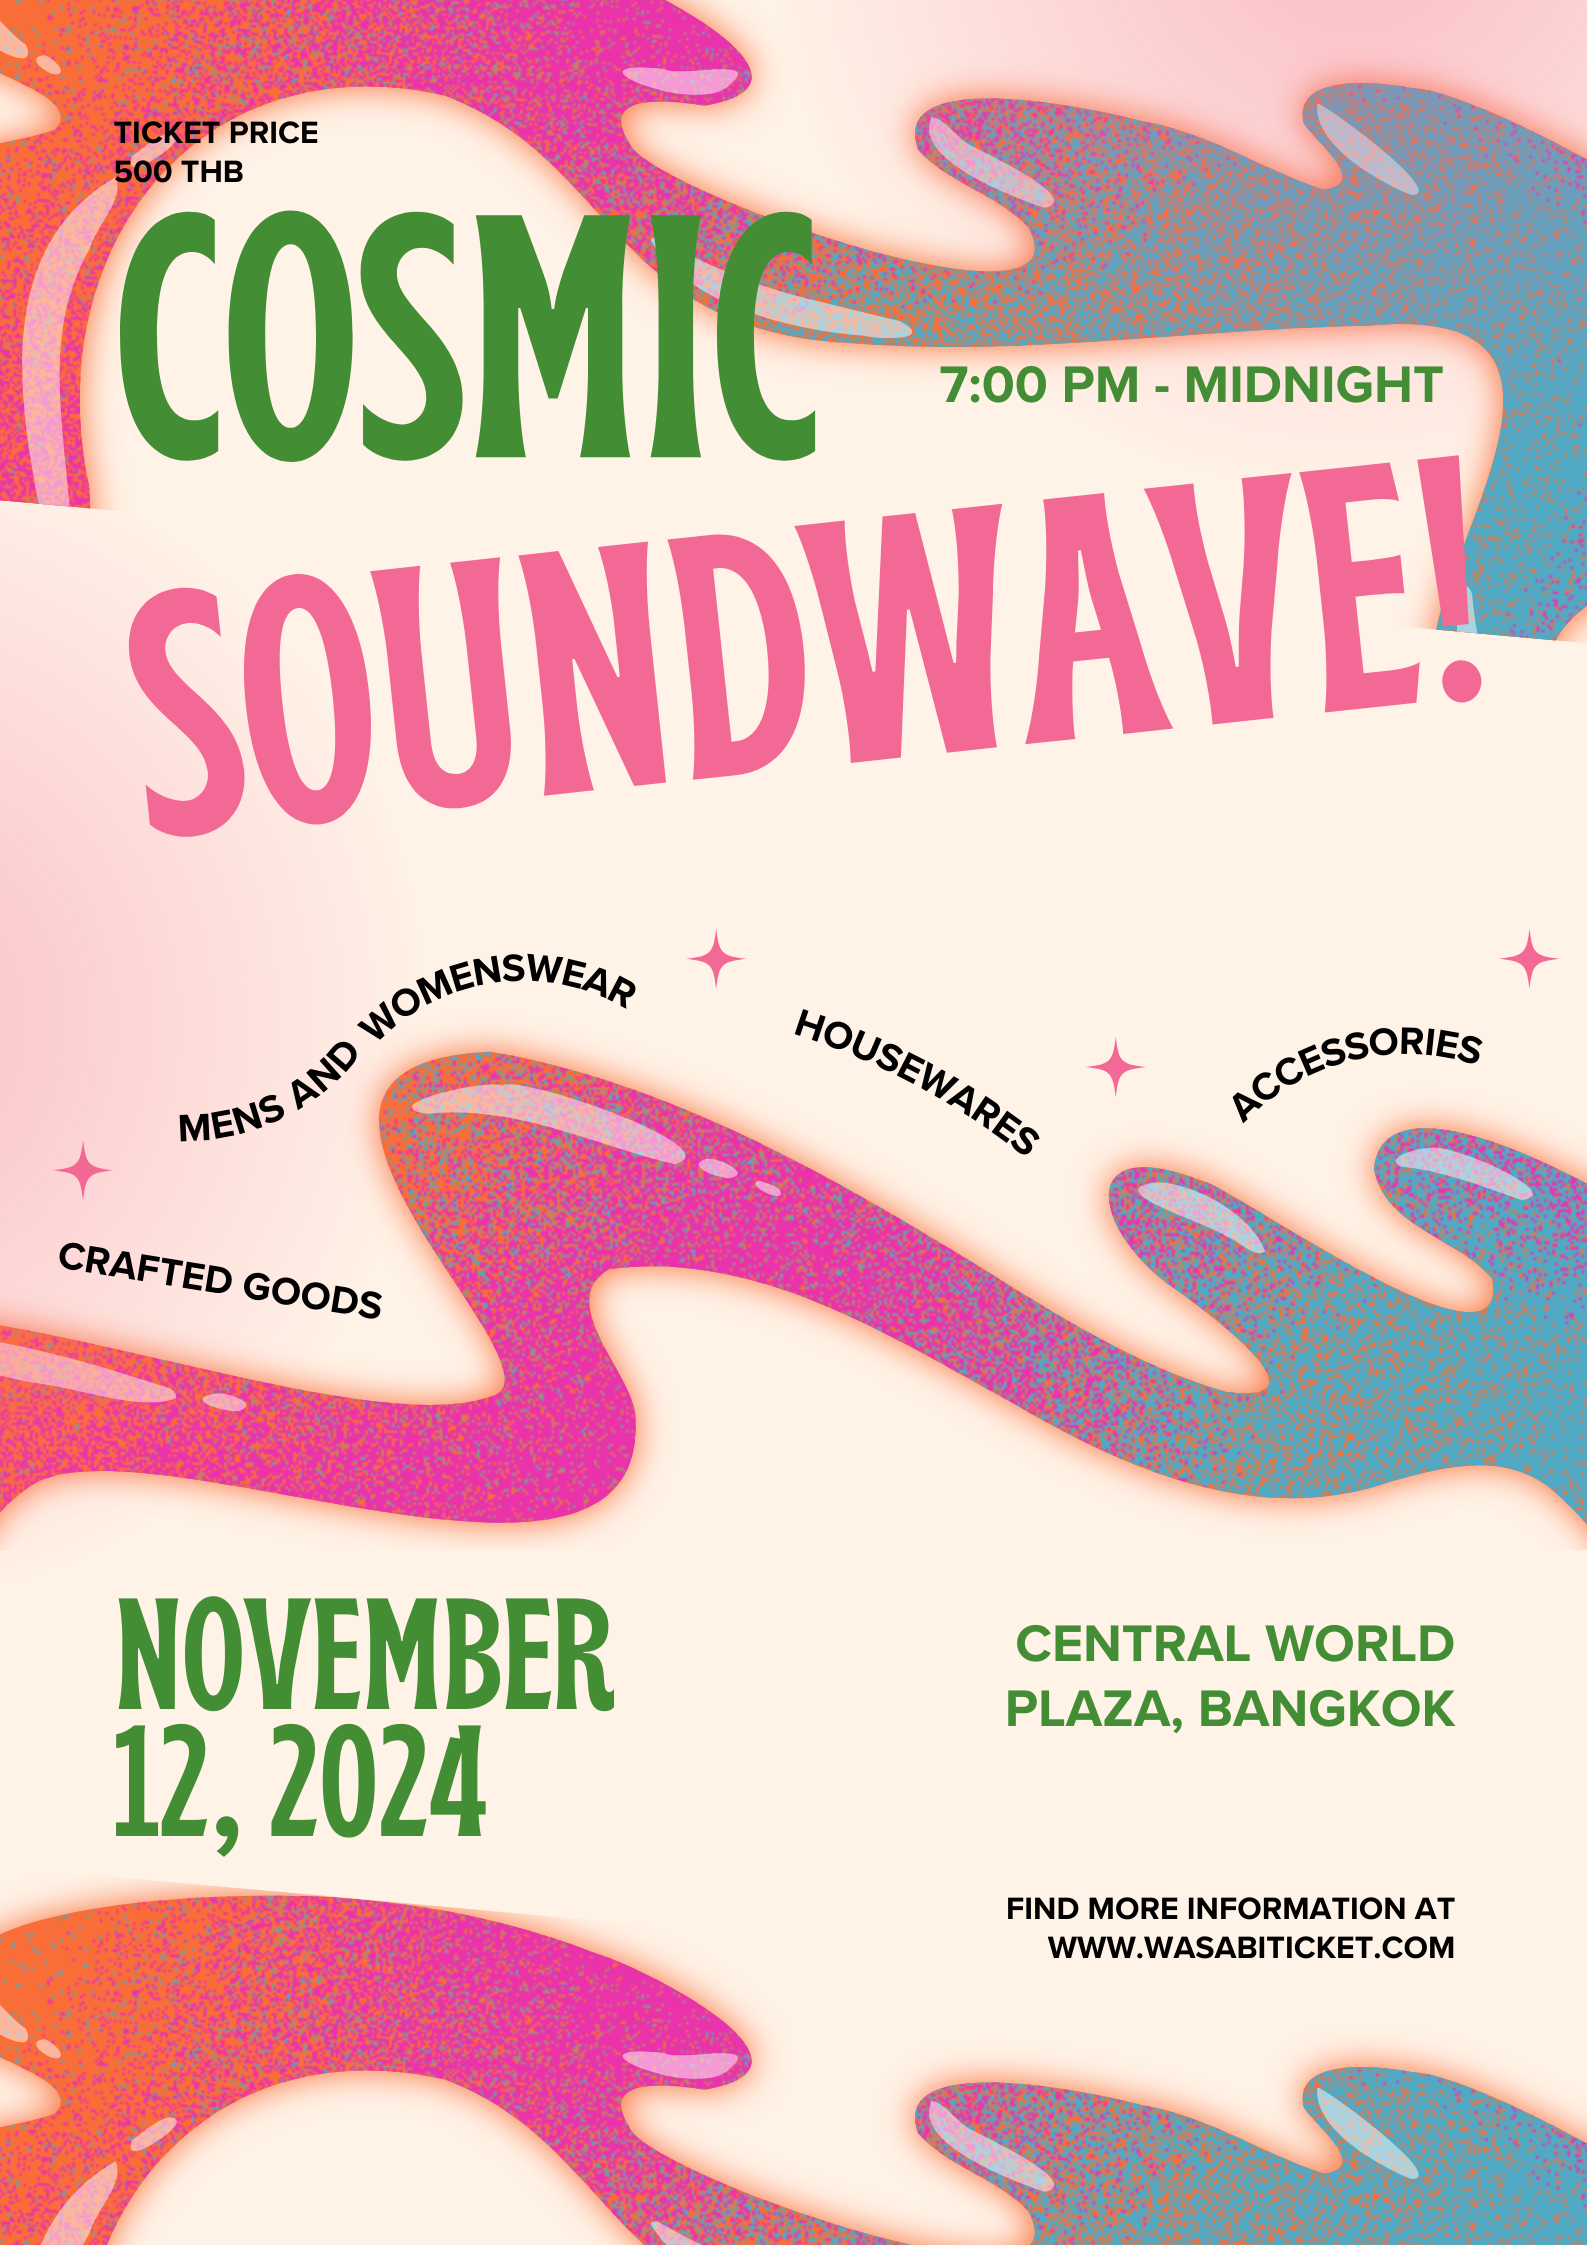 TICKET PRICE
500 THB
COSMIC
7:00 PM - MIDNIGHT
SOUNDWAVE!
MENS AND WOMENSWEAR
HOUSEWARES
ACCESSORIES
CRAFTED GOODS
NOVEMBER
12, 2024
CENTRAL WORLD
PLAZA, BANGKOK
FIND MORE INFORMATION AT
WWW.WASABITICKET.COM